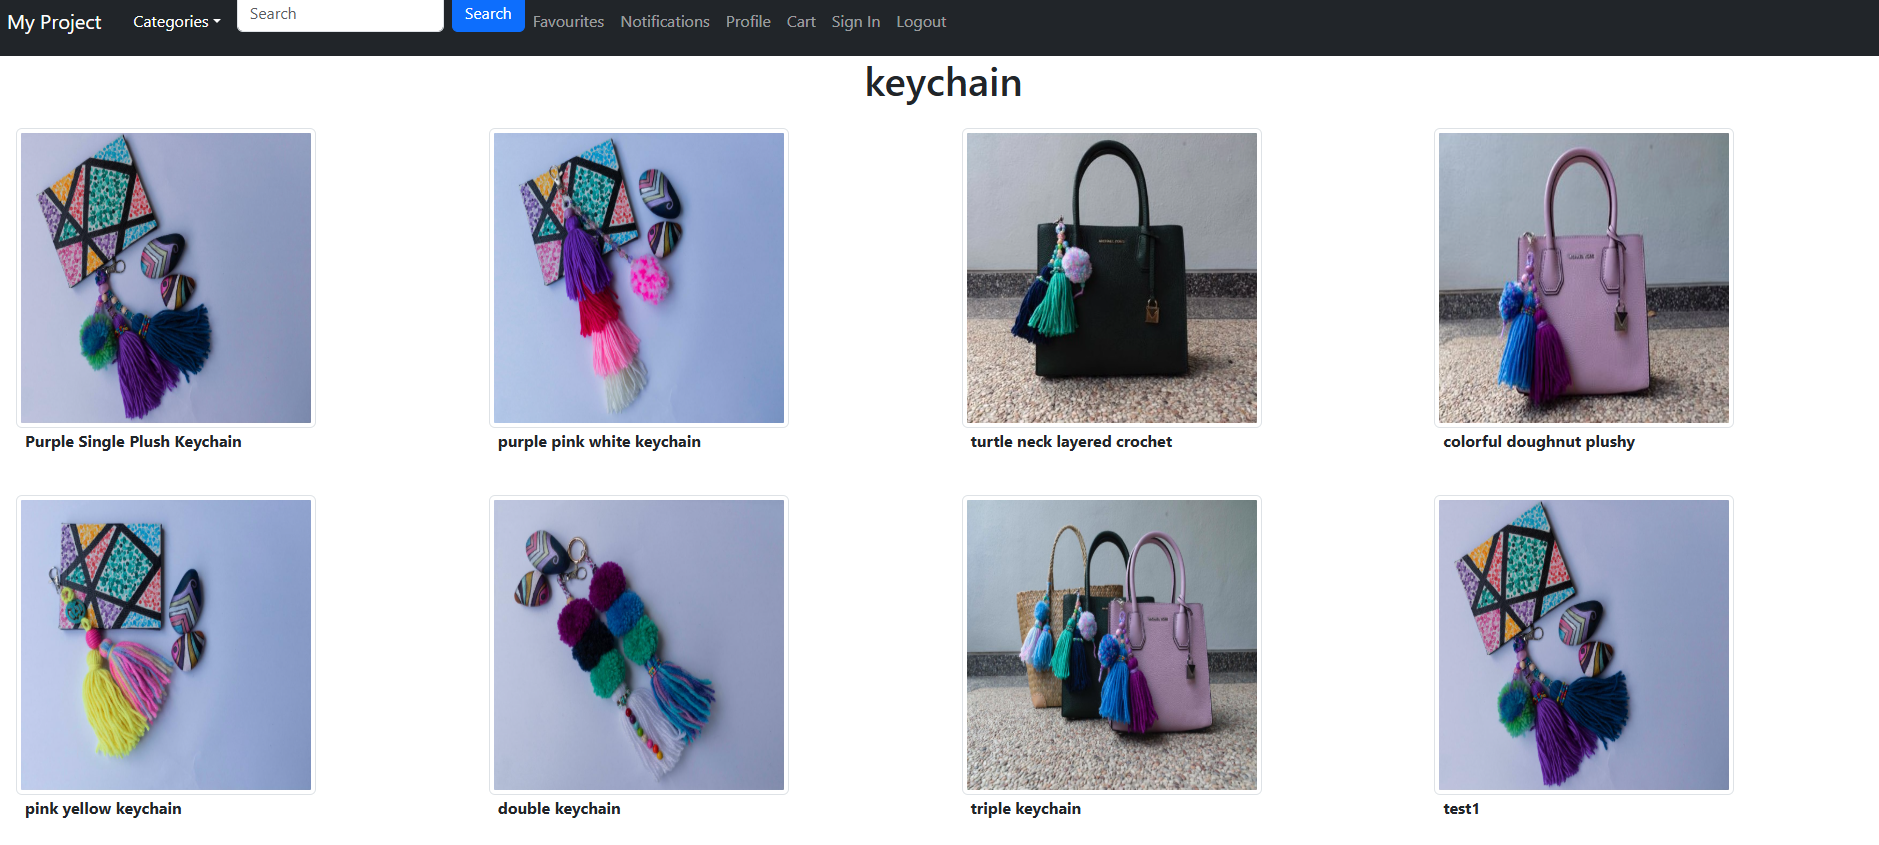 My Project Categories Search Search Favourites Notifications Profile Cart Sign In Logout
keychain
Purple Single Plush Keychain
purple pink white keychain
turtle neck layered crochet
colorful doughnut plushy
pink yellow keychain
double keychain
triple keychain
test1